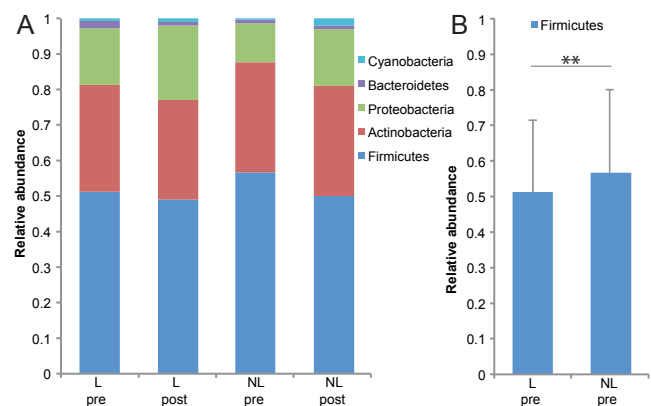 A
Relative abundance
1
0.9
0.8
0.7
0.6
0.5
0.4
0.3
0.2
0.1
0
Cyanobacteria
Bacteroidetes
Proteobacteria
Actinobacteria
Firmicutes
L L NL NL
pre post pre post
B
Firmicutes
**
Relative abundance
1
0.9
0.8
0.7
0.6
0.5
0.4
0.3
0.2
0.1
0
L NL
pre pre